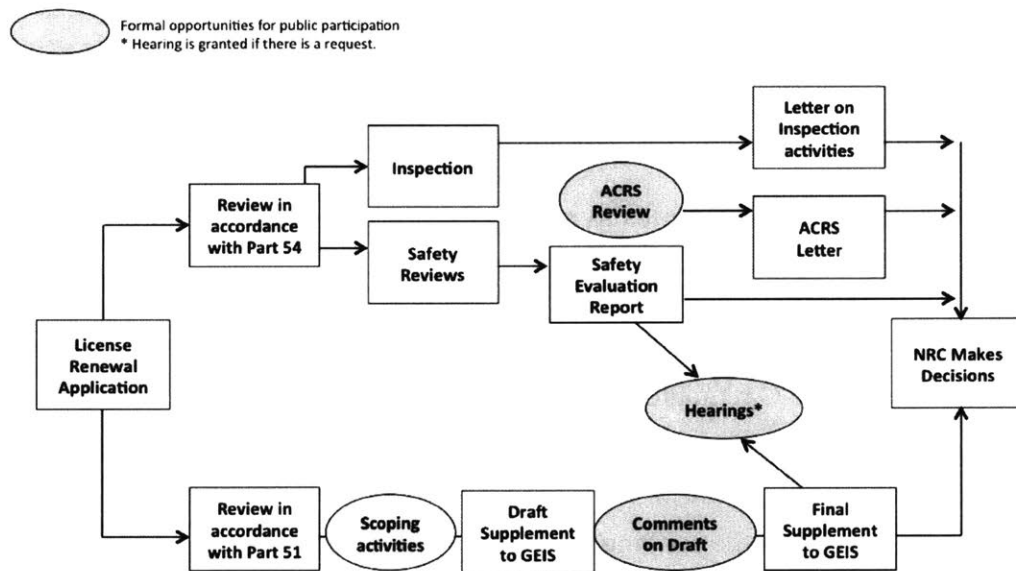 Formal opportunities for public participation
* Hearing is granted if there is a request.
Letter on
Inspection
activities
Inspection
ACRS
Review
Review in
accordance
with Part 54
ACRS
Letter
Safety
Reviews
Safety
Evaluation
Report
License
Renewal
Application
NRC Makes
Decisions
Hearings*
Review in
accordance
with Part 51
Scoping
activities
Draft
Supplement
to GEIS
Comments
on Draft
Final
Supplement
to GEIS